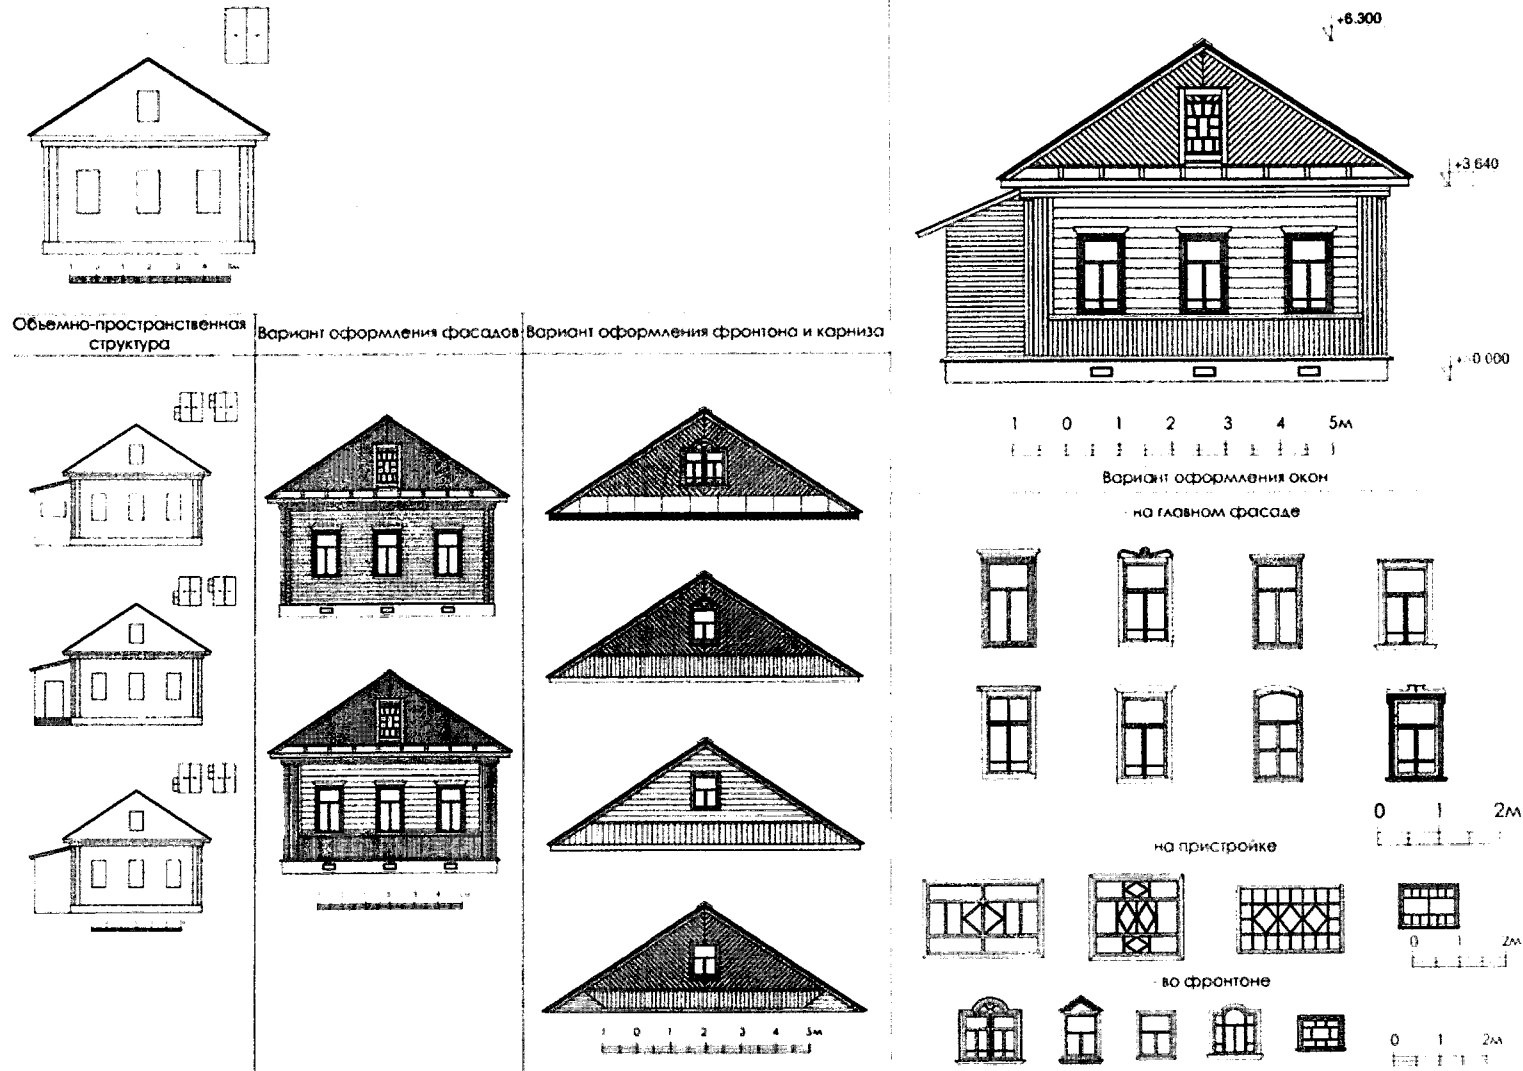 +6.300
+3.640
0.000
Объемно-пространственная
структура
Вариант оформления фасадов
Вариант оформления фронтона и карниза
1 0 1 2 3 4 5м
Вариант оформления окон
- на главном фасаде
0 1 2м
на пристройке
0 1 2м
- во фронтоне
0 1 2м
1 0 1 2 3 4 5м